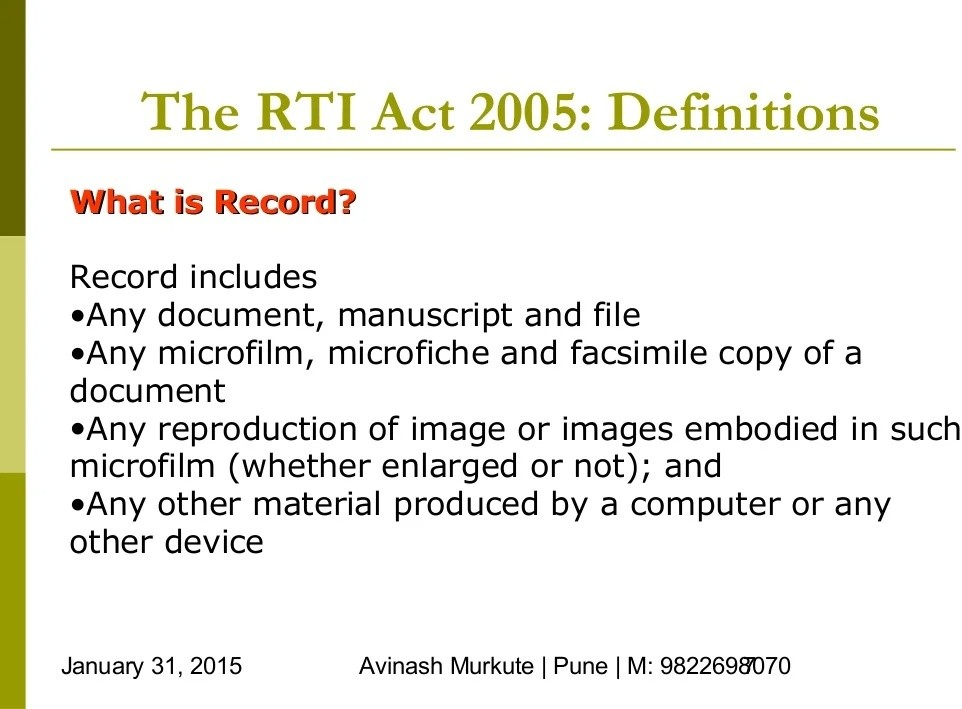 The RTI Act 2005: Definitions
What is Record?
Record includes
•Any document, manuscript and file
•Any microfilm, microfiche and facsimile copy of a
document
•Any reproduction of image or images embodied in such
microfilm (whether enlarged or not); and
•Any other material produced by a computer or any
other device
January 31, 2015 Avinash Murkute | Pune | M: 9822698070 7